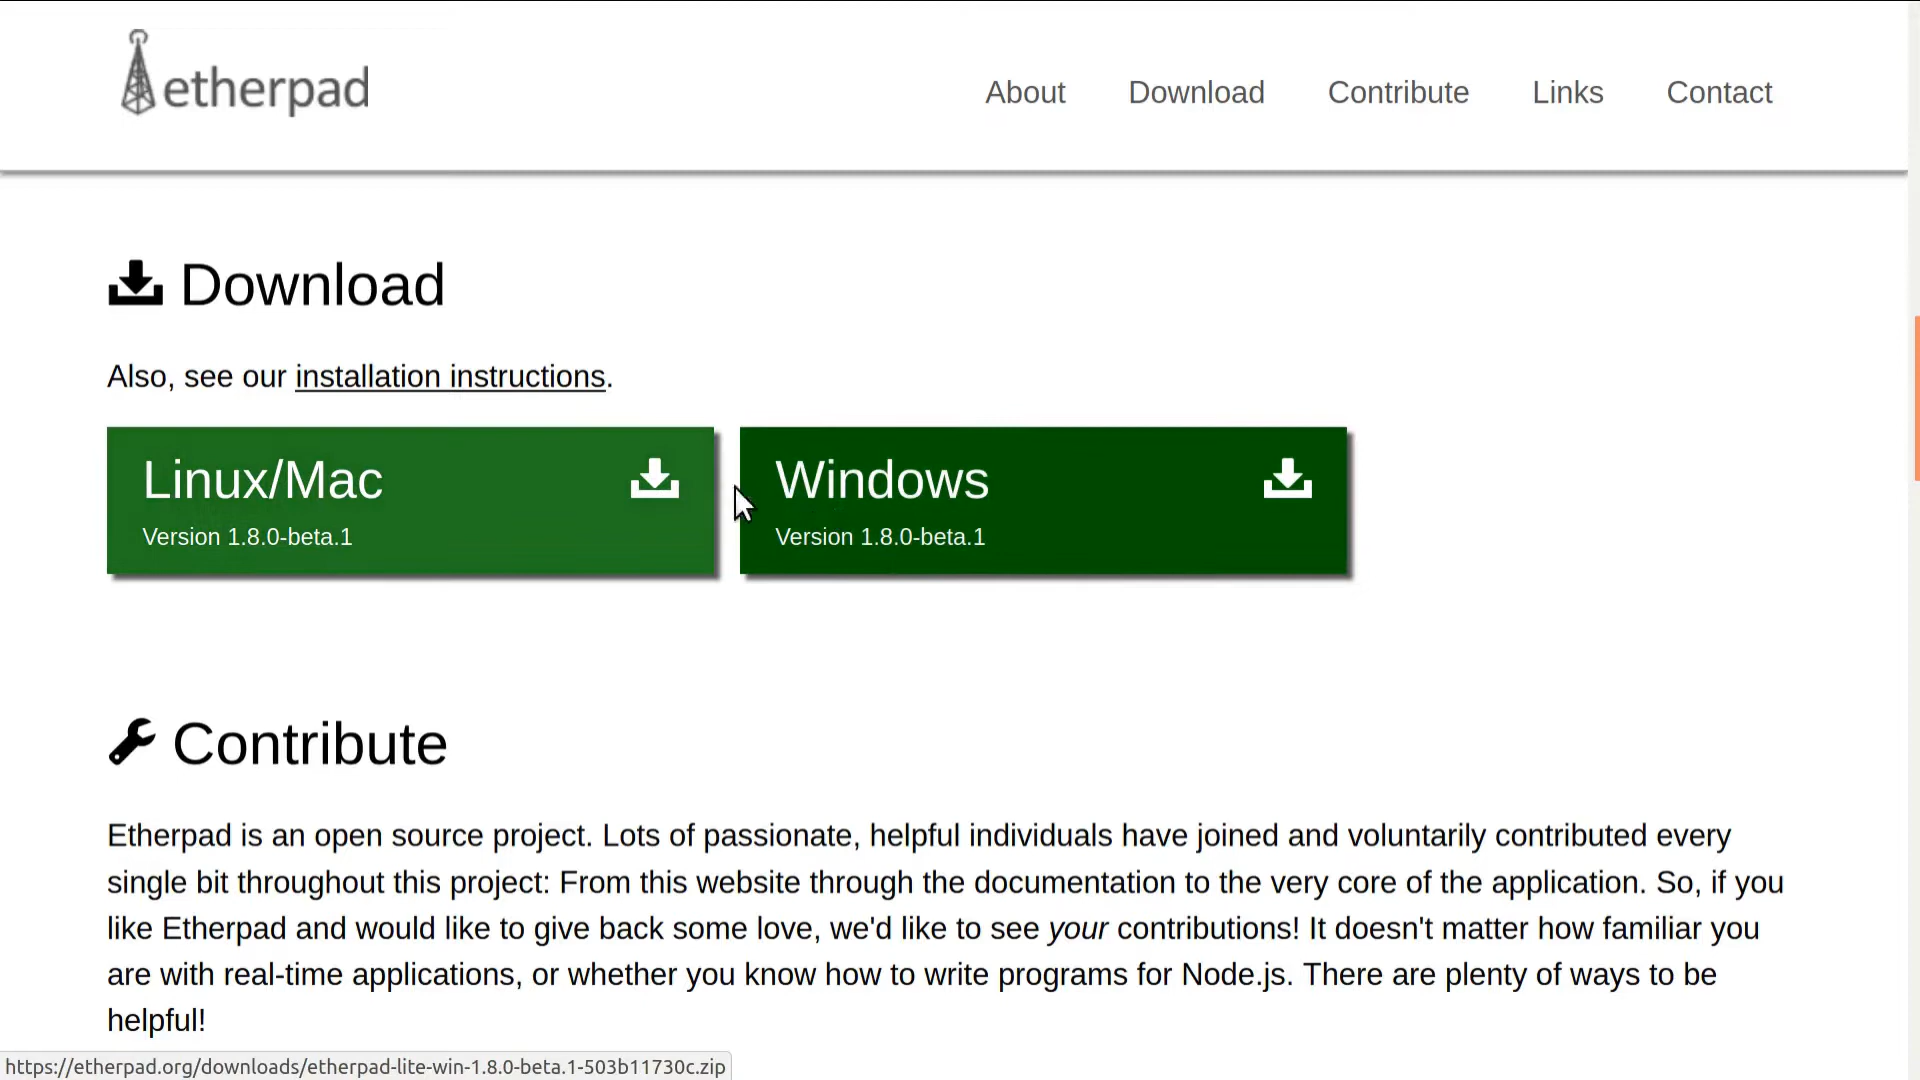 etherpad
About Download Contribute Links Contact
Download
Also, see our installation instructions.
Linux/Mac
Version 1.8.0-beta.1
Windows
Version 1.8.0-beta.1
Contribute
Etherpad is an open source project. Lots of passionate, helpful individuals have joined and voluntarily contributed every
single bit throughout this project: From this website through the documentation to the very core of the application. So, if you
like Etherpad and would like to give back some love, we'd like to see your contributions! It doesn't matter how familiar you
are with real-time applications, or whether you know how to write programs for Node.js. There are plenty of ways to be
helpful!
https://etherpad.org/downloads/etherpad-lite-win-1.8.0-beta.1-503b11730c.zip